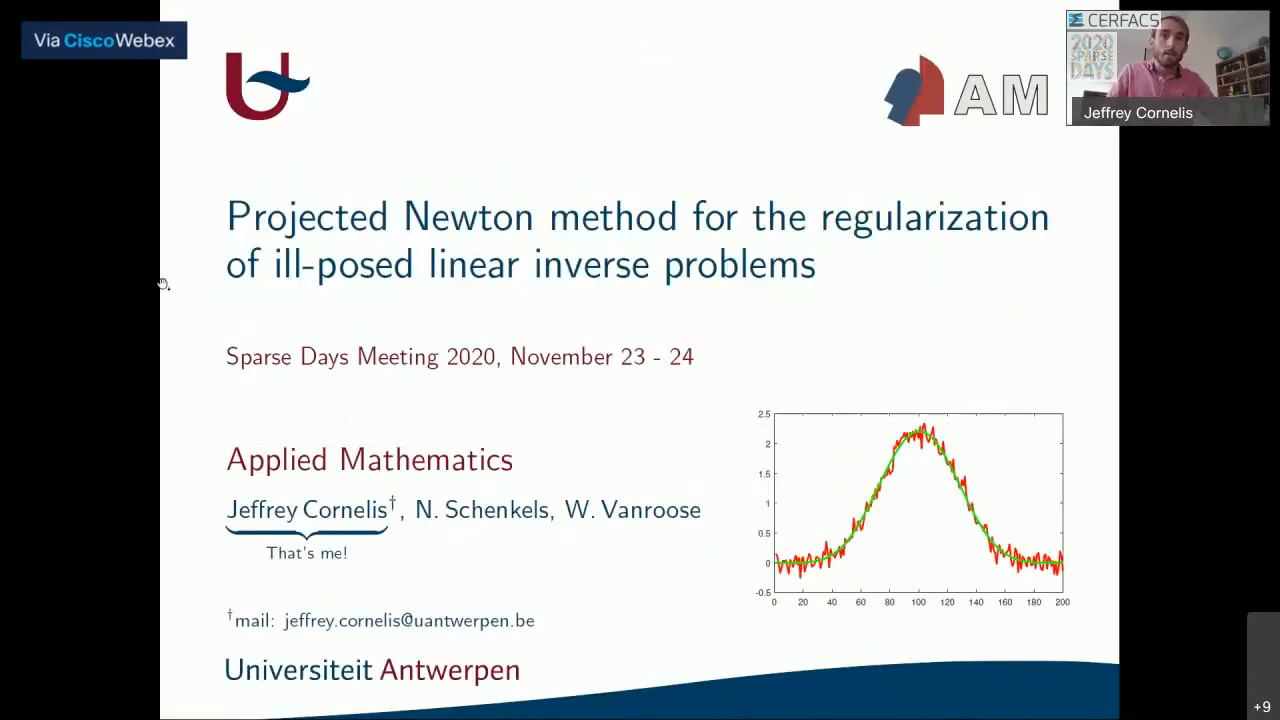 Via Cisco Webex
CERFACS
2020
SPARSE
DAYS
Jeffrey Cornelis
AM
Projected Newton method for the regularization
of ill-posed linear inverse problems
Sparse Days Meeting 2020, November 23 - 24
Applied Mathematics
Jeffrey Cornelis†, N. Schenkels, W. Vanroose
That's me!
†mail: jeffrey.cornelis@uantwerpen.be
Universiteit Antwerpen
2.5
2
1.5
1
0.5
0
-0.5
0 20 40 60 80 100 120 140 160 180 200
+9